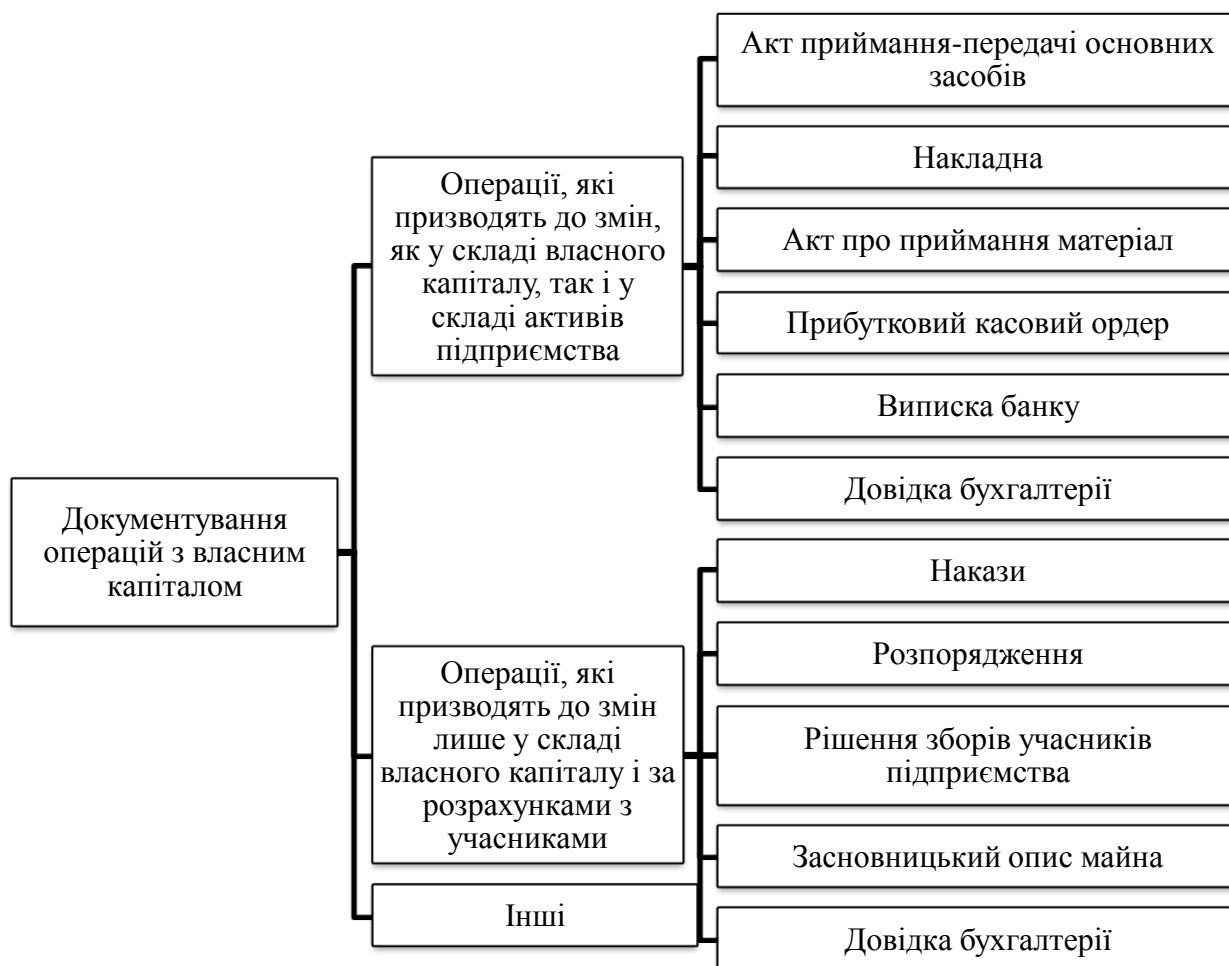 Документування
операцій з власним
капіталом
Операції, які
призводять до змін,
як у складі власного
капіталу, так і у
складі активів
підприємства
Акт приймання-передачі основних
засобів
Накладна
Акт про приймання матеріал
Прибутковий касовий ордер
Виписка банку
Довідка бухгалтерії
Операції, які
призводять до змін
лише у складі
власного капіталу і за
розрахунками з
учасниками
Накази
Розпорядження
Рішення зборів учасників
підприємства
Засновницький опис майна
Довідка бухгалтерії
Інші